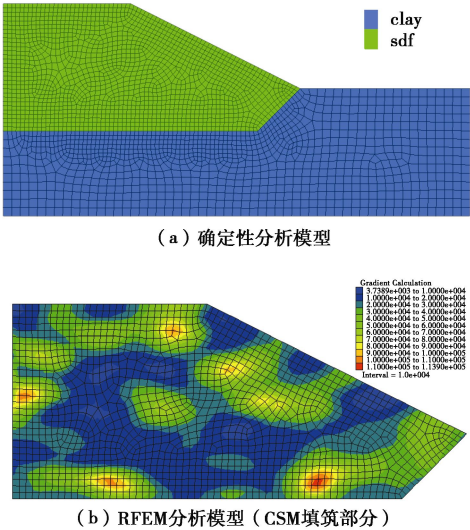 clay
sdf
(a)确定性分析模型
Gradient Calculation
3.7389e+003 to 1.0000e+004
1.0000e+004 to 2.0000e+004
2.0000e+004 to 3.0000e+004
3.0000e+004 to 4.0000e+004
4.0000e+004 to 5.0000e+004
5.0000e+004 to 6.0000e+004
6.0000e+004 to 7.0000e+004
7.0000e+004 to 8.0000e+004
8.0000e+004 to 9.0000e+004
9.0000e+004 to 1.0000e+005
1.0000e+005 to 1.1000e+005
1.1000e+005 to 1.1390e+005
Interval = 1.0e+004
(b)RFEM分析模型(CSM填筑部分)